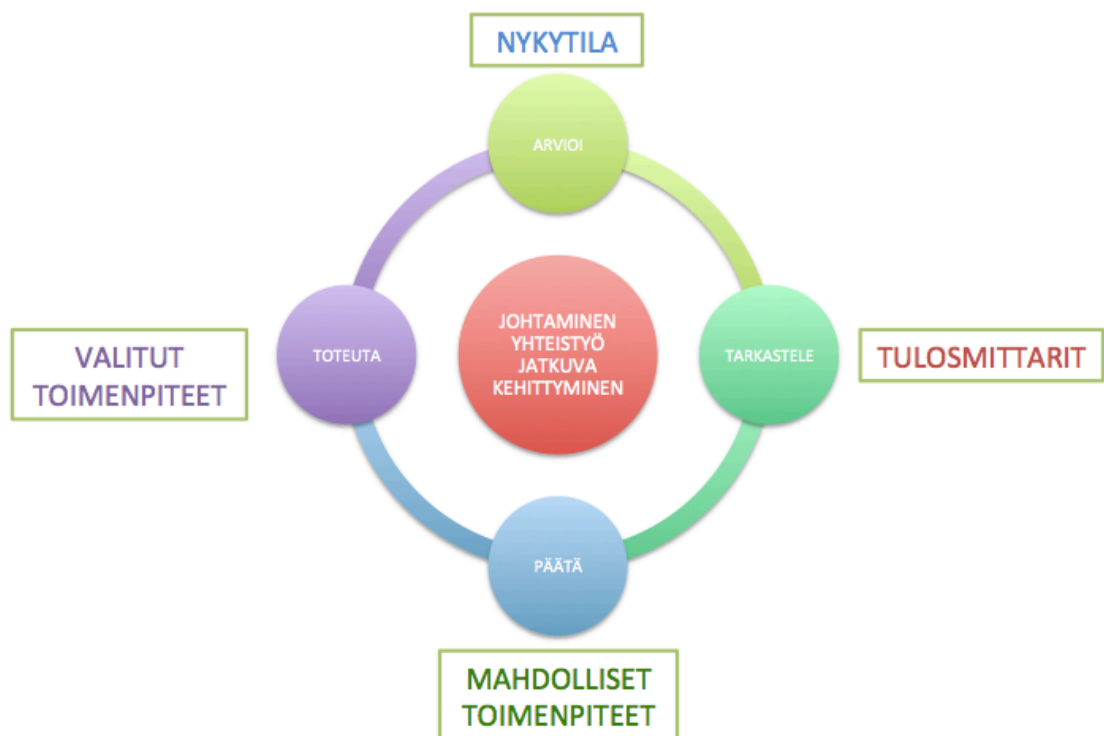 NYKYTILA
ARVIOI
JOHTAMINEN
YHTEISTYÖ
JATKUVA
KEHITTYMINEN
VALITUT
TOIMENPITEET
TOTEUTA
TARKASTELE
TULOSMITTARIT
PÄÄTÄ
MAHDOLLISET
TOIMENPITEET